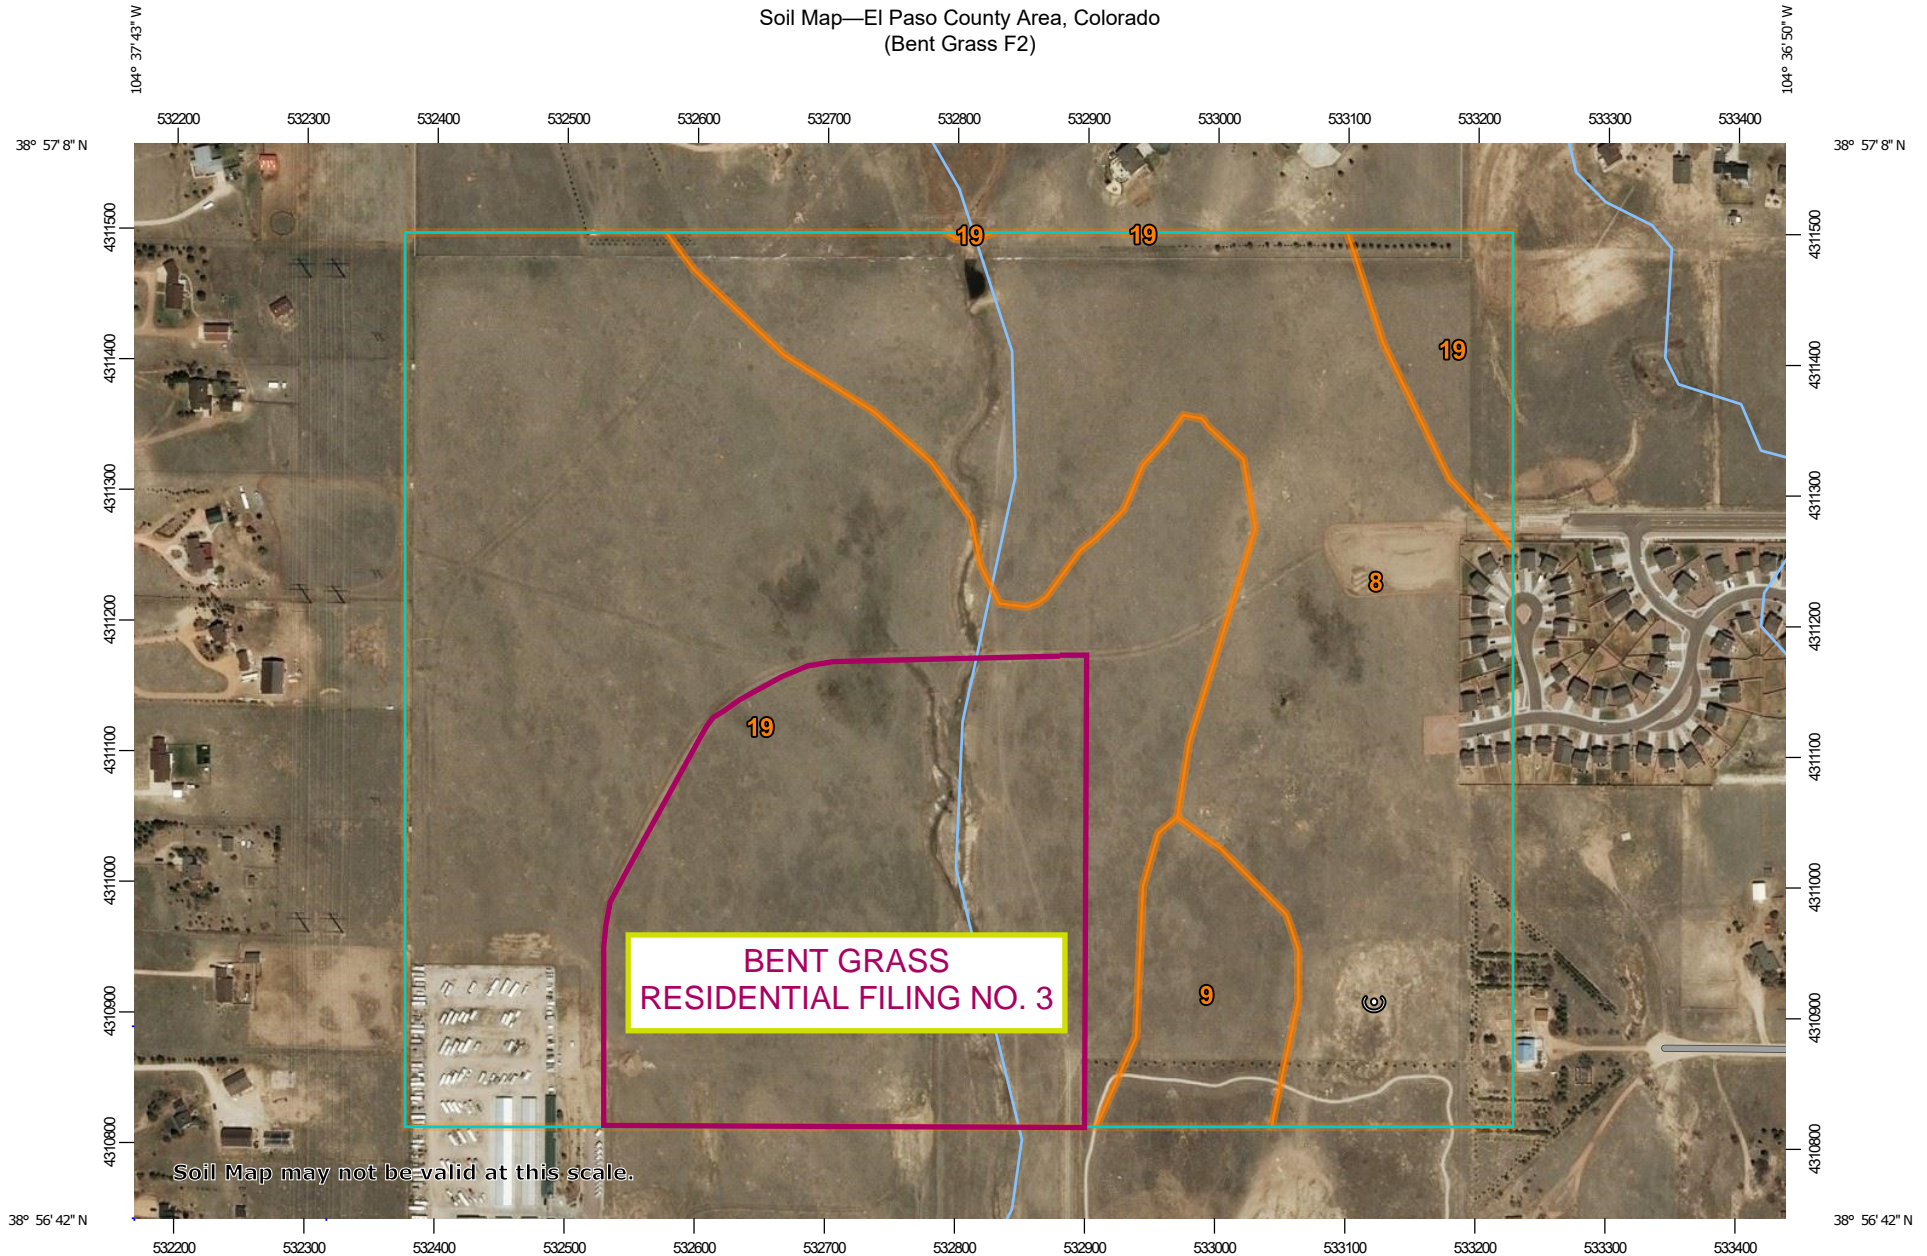 Soil Map—El Paso County Area, Colorado
(Bent Grass F2)
104° 37' 43" W
104° 36' 50" W
532200 532300 532400 532500 532600 532700 532800 532900 533000 533100 533200 533300 533400
38° 57' 8" N
38° 57' 8" N
4311500
4311400
4311300
4311200
4311100
4311000
4310900
4310800
19
19
19
8
19
9
BENT GRASS
RESIDENTIAL FILING NO. 3
Soil Map may not be valid at this scale.
4311500
4311400
4311300
4311200
4311100
4311000
4310900
4310800
38° 56' 42" N
38° 56' 42" N
532200 532300 532400 532500 532600 532700 532800 532900 533000 533100 533200 533300 533400